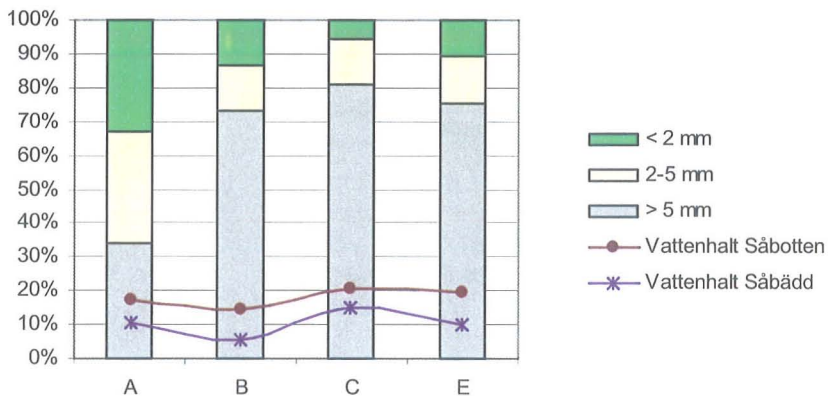 100%
90%
80%
70%
60%
50%
40%
30%
20%
10%
0%
A B C E
< 2 mm
2-5 mm
> 5 mm
Vattenhalt Såbotten
Vattenhalt Såbädd